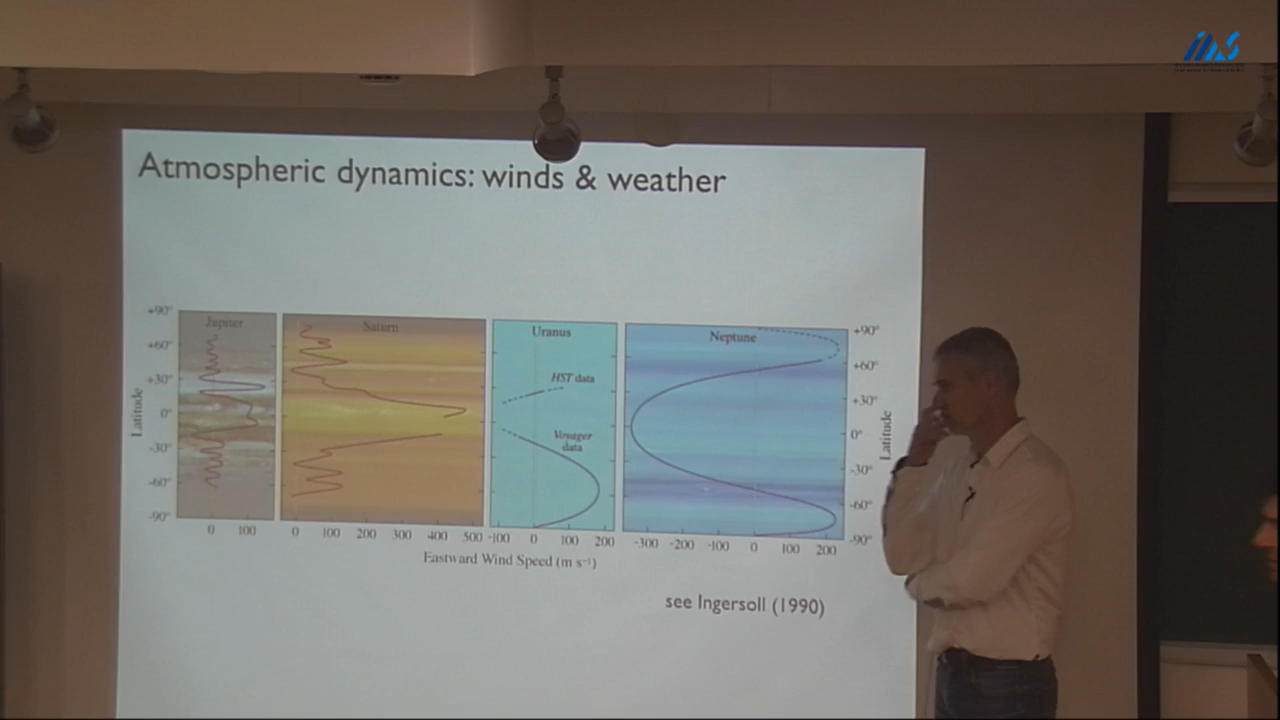 Atmospheric dynamics: winds & weather
Jupiter
Saturn
Uranus
Neptune
HST data
Voyager
data
Latitude
+90°
+60°
+30°
0°
-30°
-60°
-90°
0 100
0 100 200 300 400 500
-100 0 100 200
-300 -200 -100 0 100 200
+90°
+60°
+30°
0°
-30°
-60°
-90°
Latitude
Eastward Wind Speed (m s⁻¹)
see Ingersoll (1990)